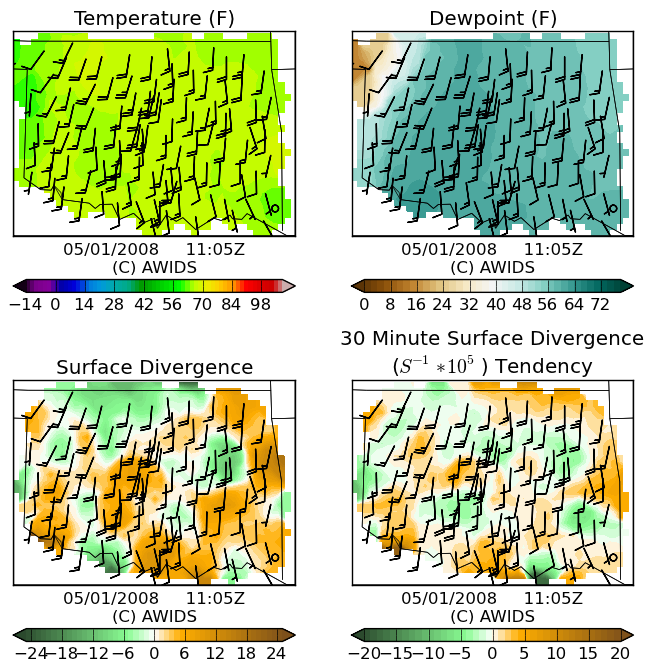 Temperature (F)
Dewpoint (F)
05/01/2008 11:05Z
(C) AWIDS
05/01/2008 11:05Z
(C) AWIDS
−14 0 14 28 42 56 70 84 98
0 8 16 24 32 40 48 56 64 72
Surface Divergence
30 Minute Surface Divergence
(S⁻¹ *10⁵ ) Tendency
05/01/2008 11:05Z
(C) AWIDS
05/01/2008 11:05Z
(C) AWIDS
−24 −18 −12 −6 0 6 12 18 24
−20 −15 −10 −5 0 5 10 15 20